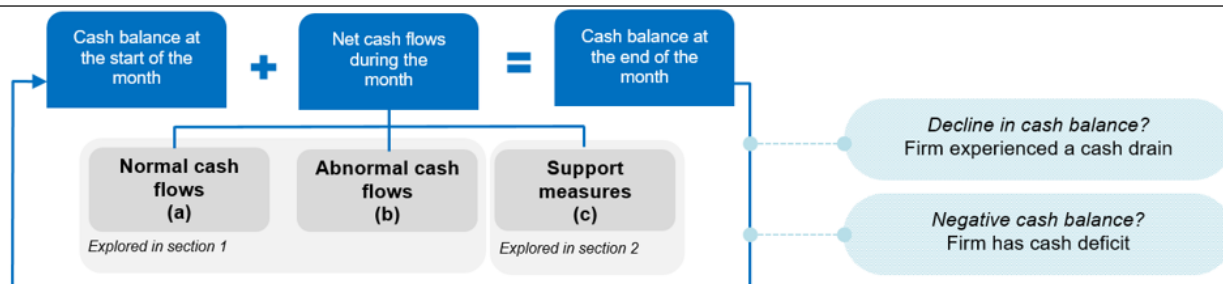 Cash balance at
the start of the
month
+
Net cash flows
during the
month
=
Cash balance at
the end of the
month
Normal cash
flows
(a)
Abnormal cash
flows
(b)
Support
measures
(c)
Explored in section 1
Explored in section 2
Decline in cash balance?
Firm experienced a cash drain
Negative cash balance?
Firm has cash deficit